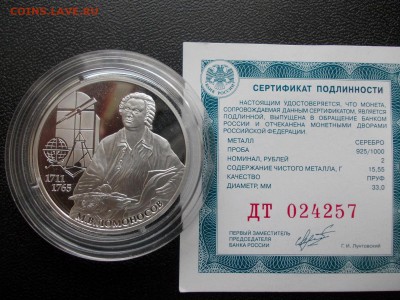 COINS.LAVE.RU
1711
1765
М.В. ЛОМОНОСОВ
БАНК РОССИИ
СЕРТИФИКАТ ПОДЛИННОСТИ
НАСТОЯЩИМ УДОСТОВЕРЯЕТСЯ, ЧТО МОНЕТА,
СОПРОВОЖДАЕМАЯ ДАННЫМ СЕРТИФИКАТОМ, ЯВЛЯЕТСЯ
ПОДЛИННОЙ, ВЫПУЩЕНА В ОБРАЩЕНИЕ БАНКОМ
РОССИИ И ОТЧЕКАНЕНА МОНЕТНЫМИ ДВОРАМИ
РОССИЙСКОЙ ФЕДЕРАЦИИ.
МЕТАЛЛ СЕРЕБРО
ПРОБА 925/1000
НОМИНАЛ, РУБЛЕЙ 2
СОДЕРЖАНИЕ ЧИСТОГО МЕТАЛЛА, Г 15,55
КАЧЕСТВО ПРУФ
ДИАМЕТР, ММ 33,0
ДТ 024257
ПЕРВЫЙ ЗАМЕСТИТЕЛЬ
ПРЕДСЕДАТЕЛЯ
БАНКА РОССИИ
Г.И. Лунтовский